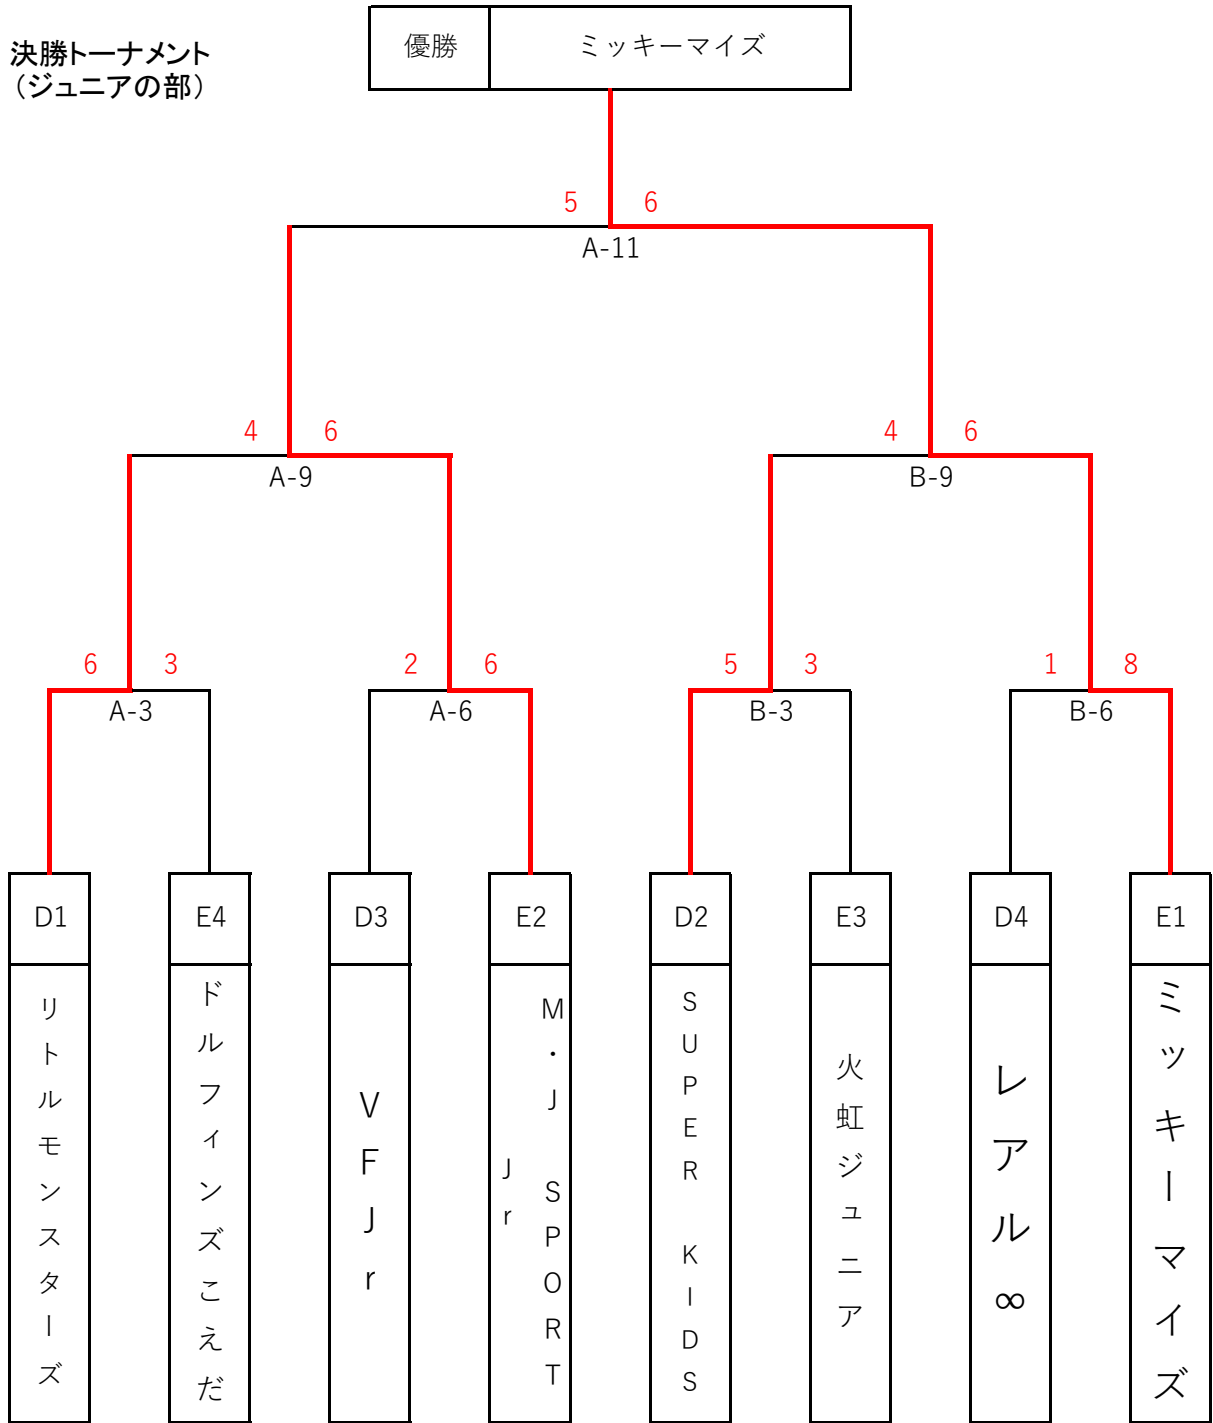 決勝トーナメント
（ジュニアの部）
優勝
ミッキーマイズ
5
6
A-11
4
6
A-9
4
6
B-9
6
3
A-3
2
6
A-6
5
3
B-3
1
8
B-6
D1
E4
D3
E2
D2
E3
D4
E1
リトルモンスターズ
ドルフィンズこえだ
VFJr
M・J SPORT
Jr
SUPER KIDS
火虹ジュニア
レアル∞
ミッキーマイズ